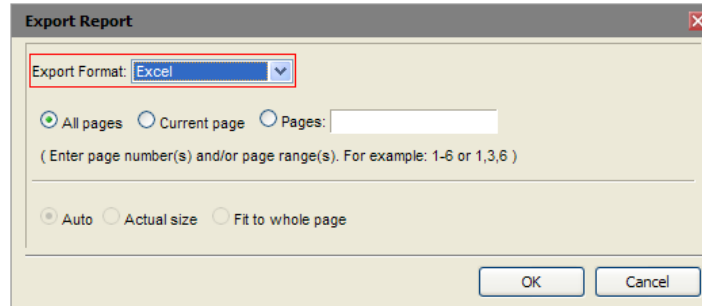 Export Report
Export Format: Excel
All pages Current page Pages:
( Enter page number(s) and/or page range(s). For example: 1-6 or 1,3,6 )
Auto Actual size Fit to whole page
OK Cancel